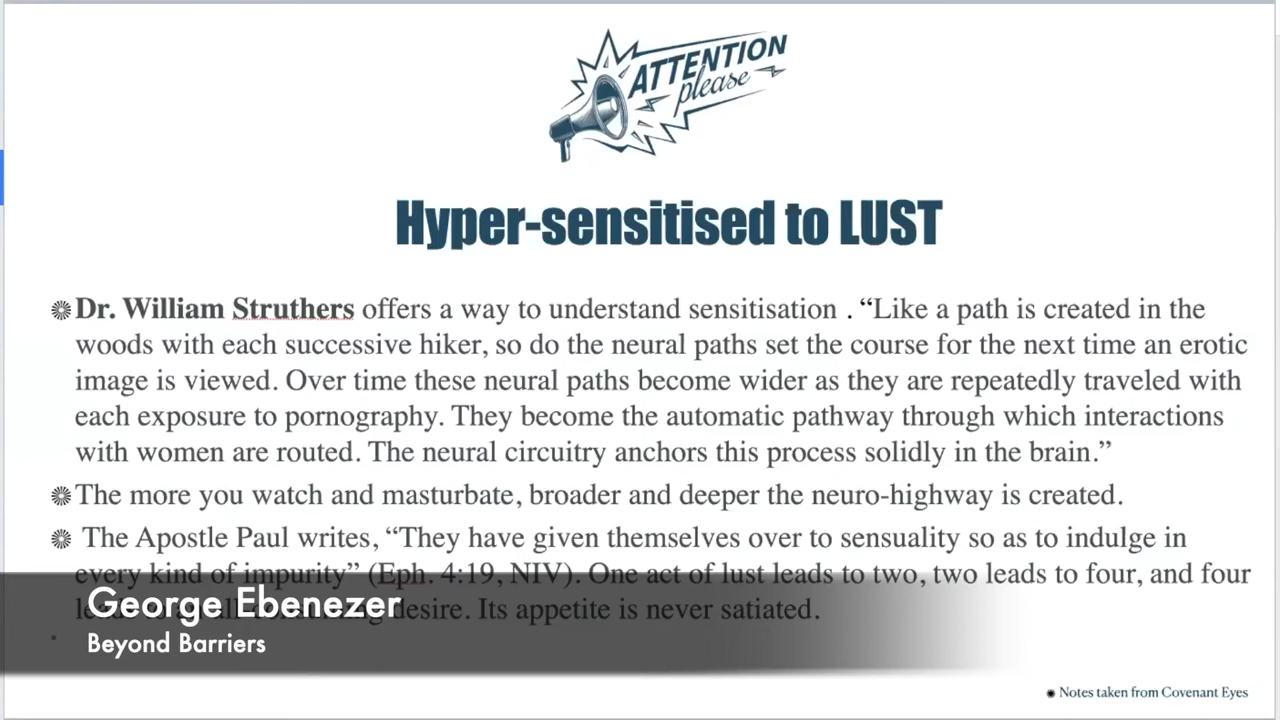 ATTENTION
please
Hyper-sensitised to LUST
Dr. William Struthers offers a way to understand sensitisation . “Like a path is created in the
woods with each successive hiker, so do the neural paths set the course for the next time an erotic
image is viewed. Over time these neural paths become wider as they are repeatedly traveled with
each exposure to pornography. They become the automatic pathway through which interactions
with women are routed. The neural circuitry anchors this process solidly in the brain.”
The more you watch and masturbate, broader and deeper the neuro-highway is created.
The Apostle Paul writes, “They have given themselves over to sensuality so as to indulge in
every kind of impurity” (Eph. 4:19, NIV). One act of lust leads to two, two leads to four, and four
desire. Its appetite is never satiated.
George Ebenezer
Beyond Barriers
Notes taken from Covenant Eyes